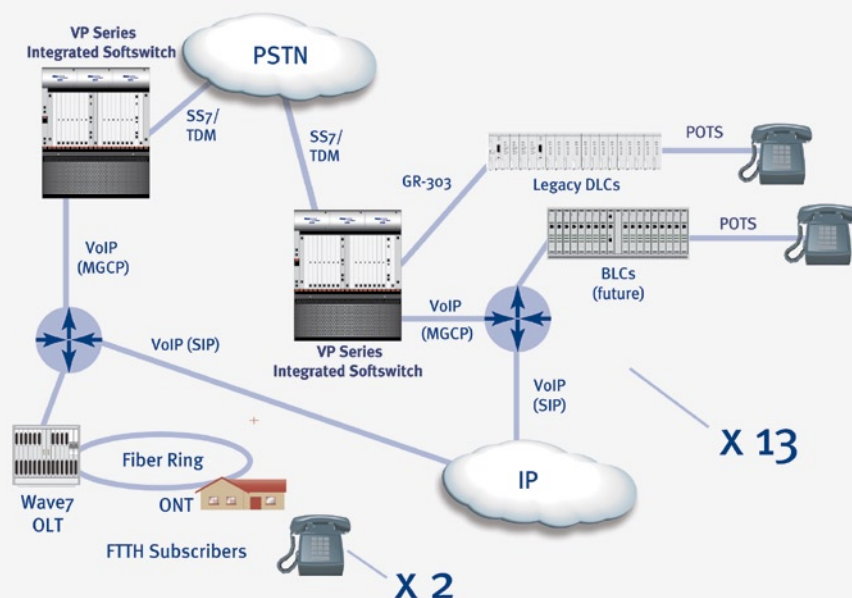 VP Series
Integrated Softswitch
PSTN
SS7/
TDM
SS7/
TDM
GR-303
Legacy DLCs
POTS
POTS
BLCs
(future)
VoIP
(MGCP)
VoIP
(MGCP)
VP Series
Integrated Softswitch
VoIP (SIP)
VoIP
(SIP)
X 13
IP
Fiber Ring
Wave7
OLT
ONT
FTTH Subscribers
X 2